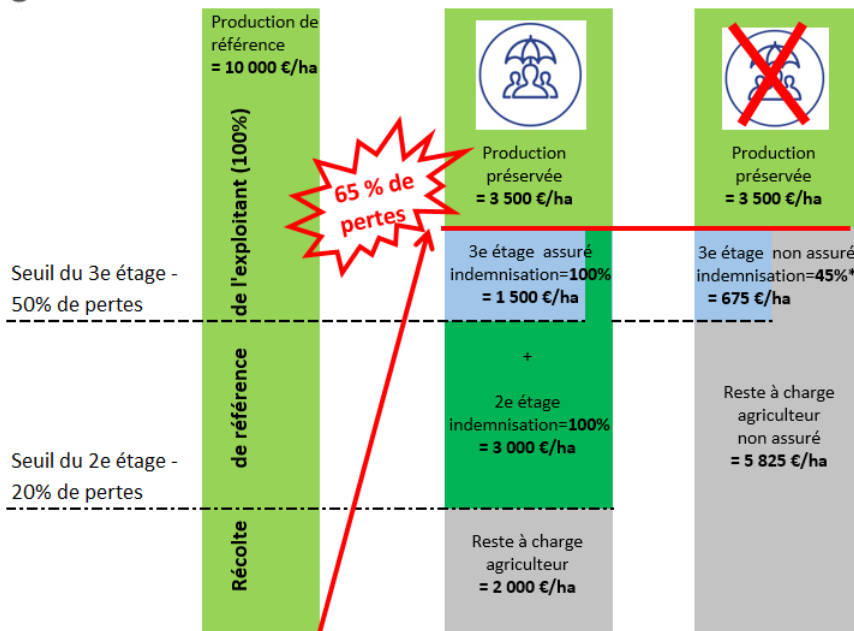 Production de
référence
= 10 000 €/ha
Récolte de référence de l'exploitant (100%)
65 % de
pertes
Seuil du 3e étage -
50% de pertes
Seuil du 2e étage -
20% de pertes
Production
préservée
= 3 500 €/ha
3e étage assuré
indemnisation=100%
= 1 500 €/ha
+
2e étage
indemnisation=100%
= 3 000 €/ha
Reste à charge
agriculteur
= 2 000 €/ha
Production
préservée
= 3 500 €/ha
3e étage non assuré
indemnisation=45%*
= 675 €/ha
Reste à charge
agriculteur
non assuré
= 5 825 €/ha